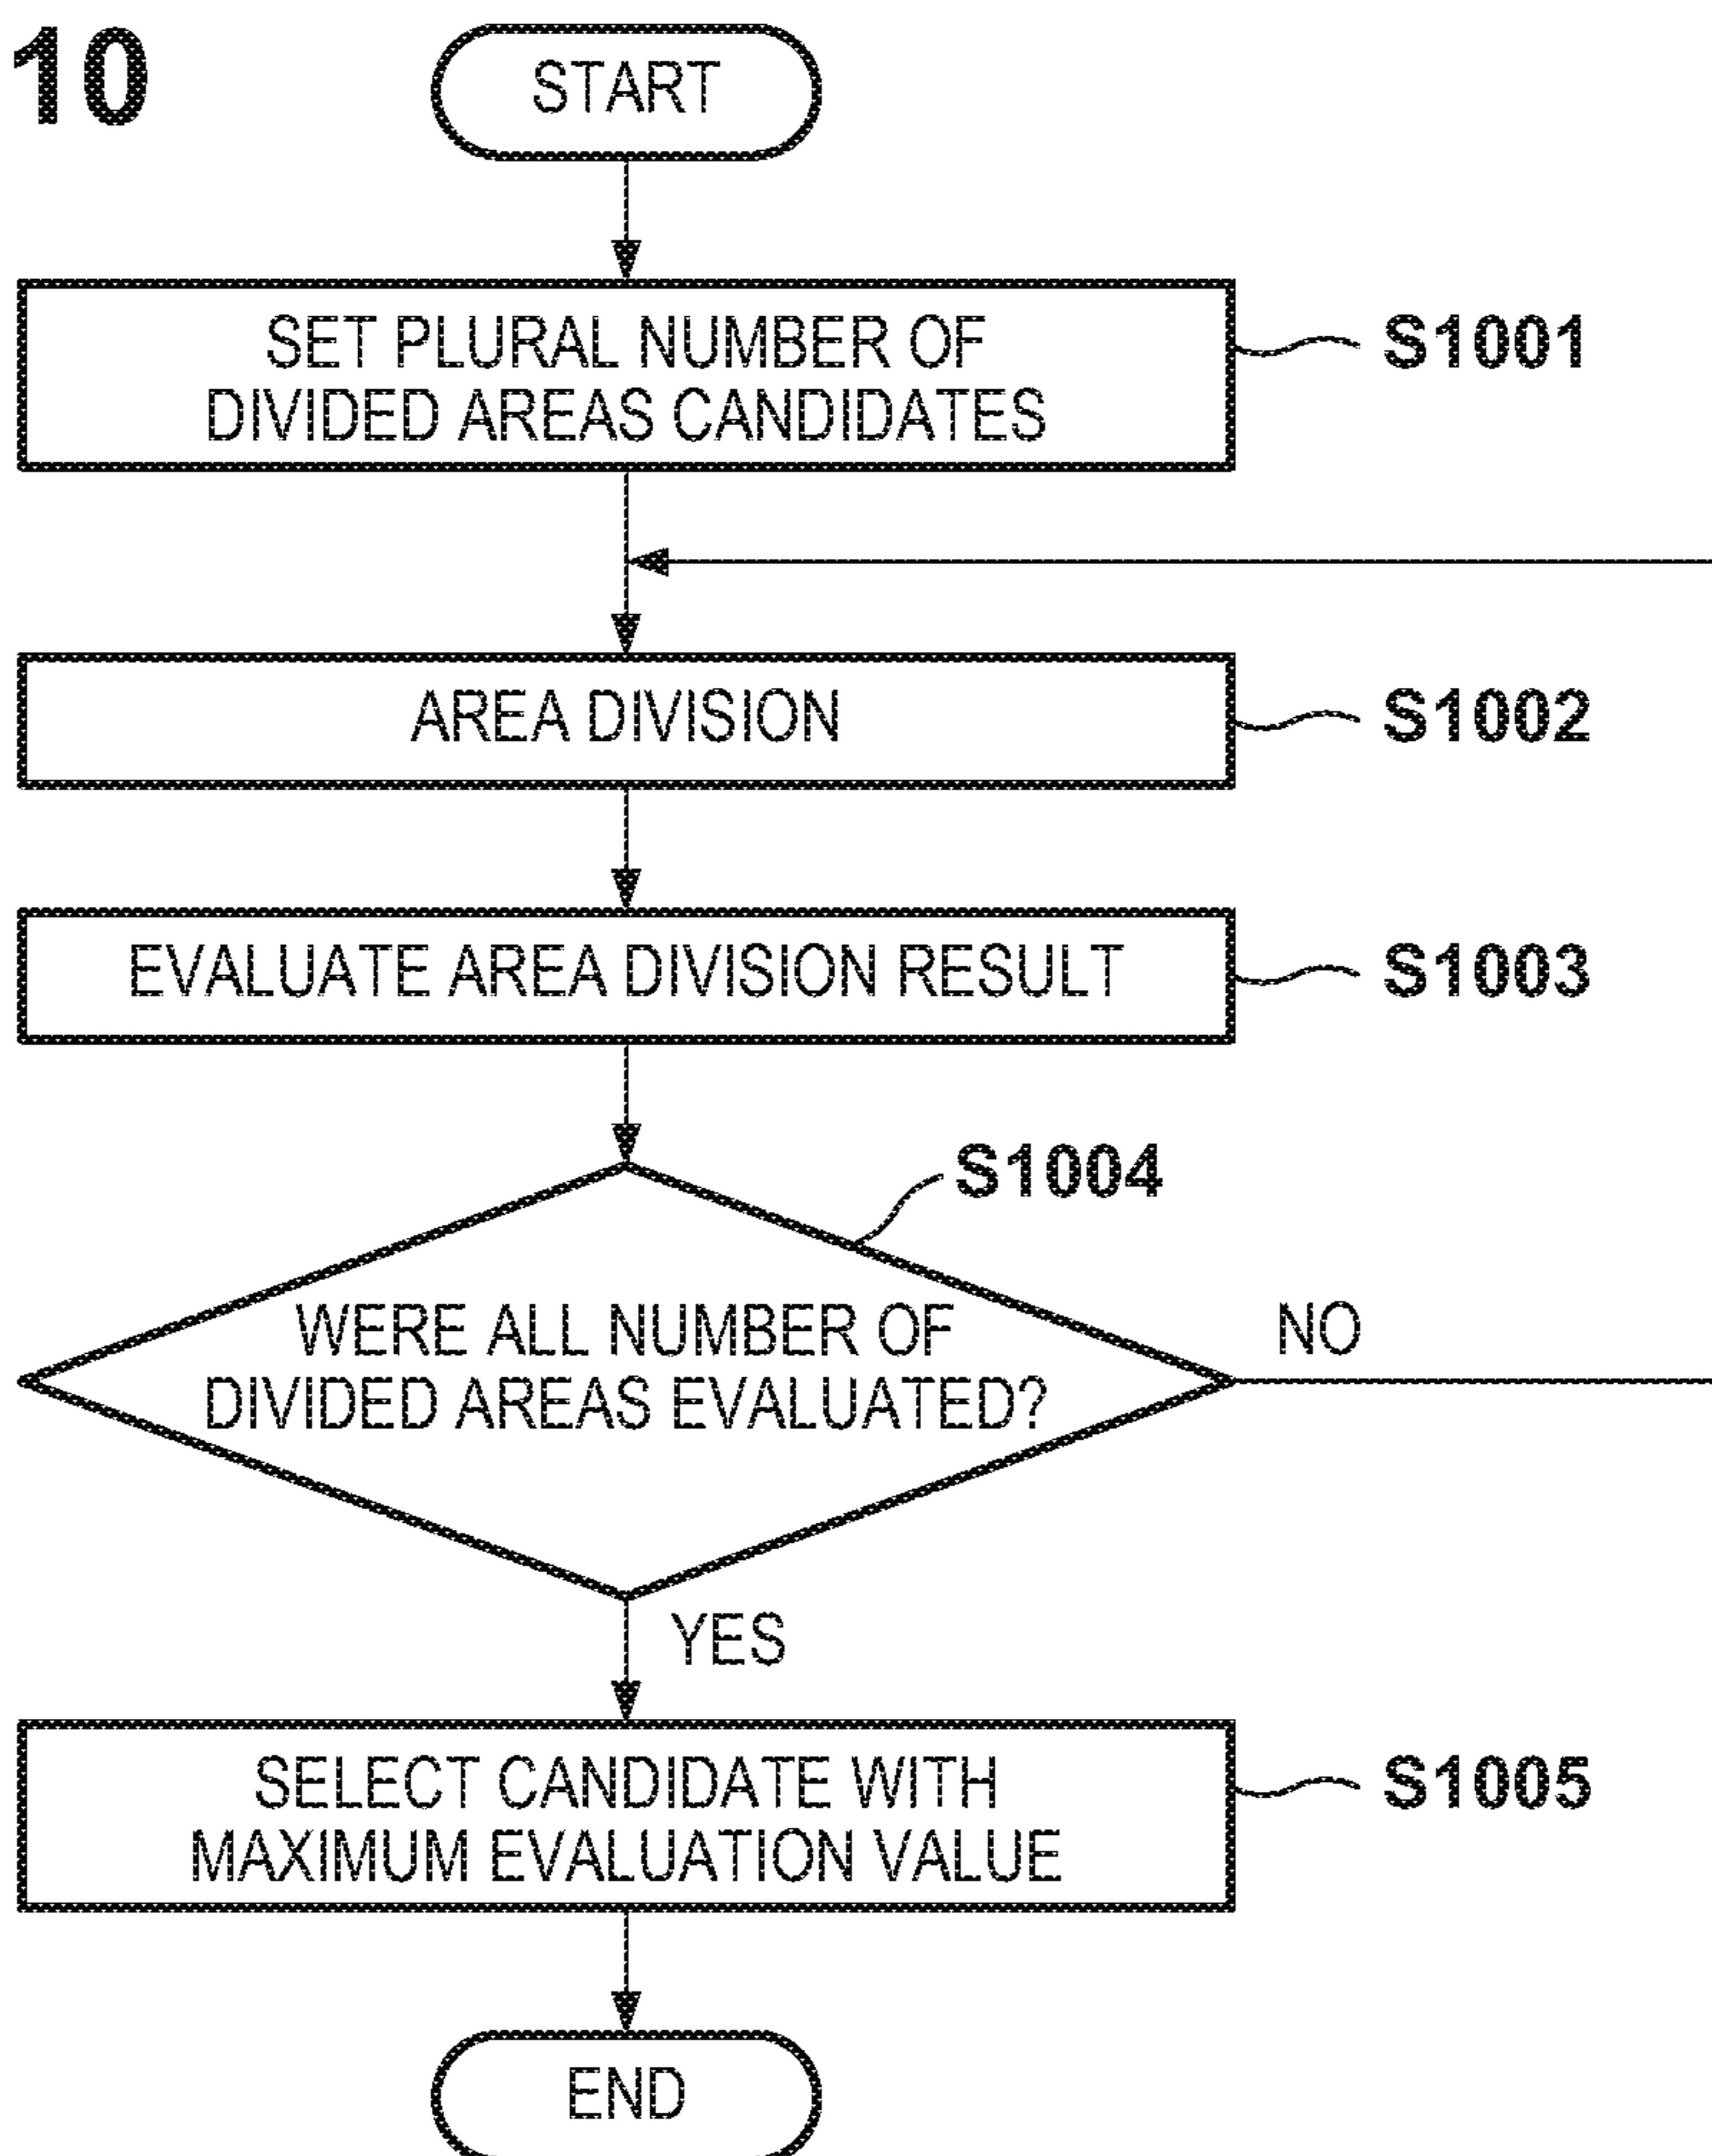 10
START
SET PLURAL NUMBER OF
DIVIDED AREAS CANDIDATES
S1001
AREA DIVISION
S1002
EVALUATE AREA DIVISION RESULT
S1003
S1004
WERE ALL NUMBER OF
DIVIDED AREAS EVALUATED?
NO
YES
SELECT CANDIDATE WITH
MAXIMUM EVALUATION VALUE
S1005
END